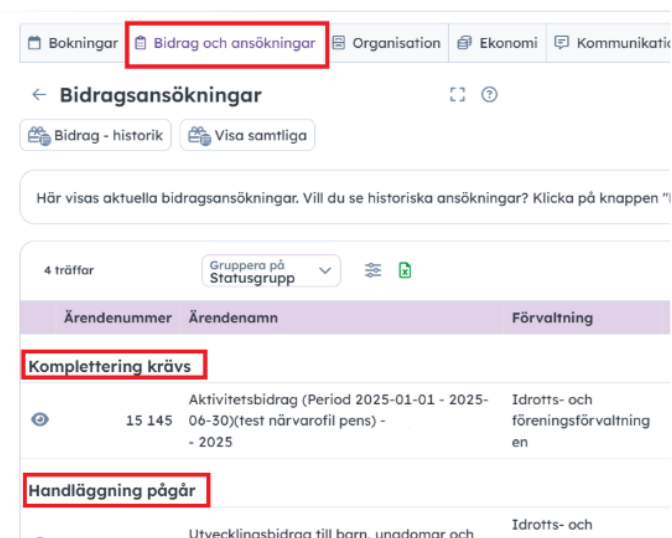 Bokningar Bidrag och ansökningar Organisation Ekonomi Kommunikatio
Bidragsansökningar
Bidrag - historik Visa samtliga
Här visas aktuella bidragsansökningar. Vill du se historiska ansökningar? Klicka på knappen "
4 träffar
Gruppera på
Statusgrupp
Ärendenummer Ärendenamn Förvaltning
Komplettering krävs
Aktivitetsbidrag (Period 2025-01-01 - 2025- Idrotts- och
15 145 06-30)(test närvarofil pens) - föreningsförvaltning
- 2025 en
Handläggning pågår
Idrotts- och
Utvecklingsbidrag till barn, ungdomar och